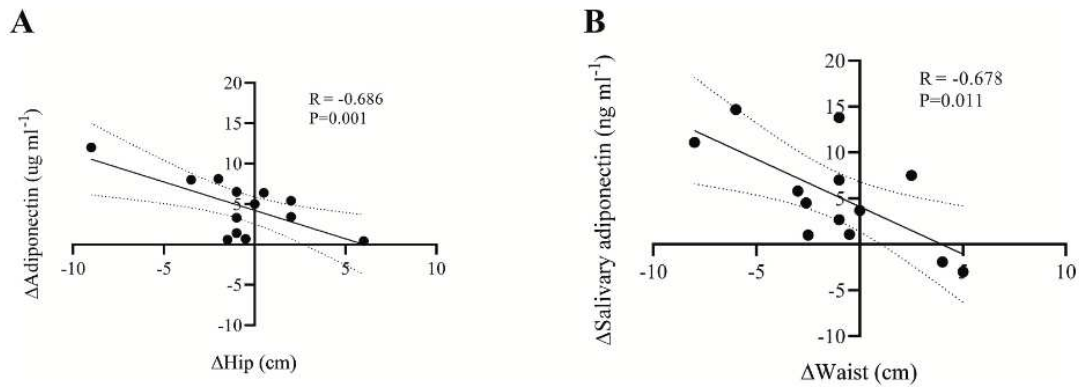 A
ΔAdiponectin (ug ml⁻¹)
20
15
10
5
-5
-10
-10
-5
5
10
R = -0.686
P=0.001
ΔHip (cm)
B
ΔSalivary adiponectin (ng ml⁻¹)
20
15
10
5
-5
-10
-10
-5
5
10
R = -0.678
P=0.011
ΔWaist (cm)